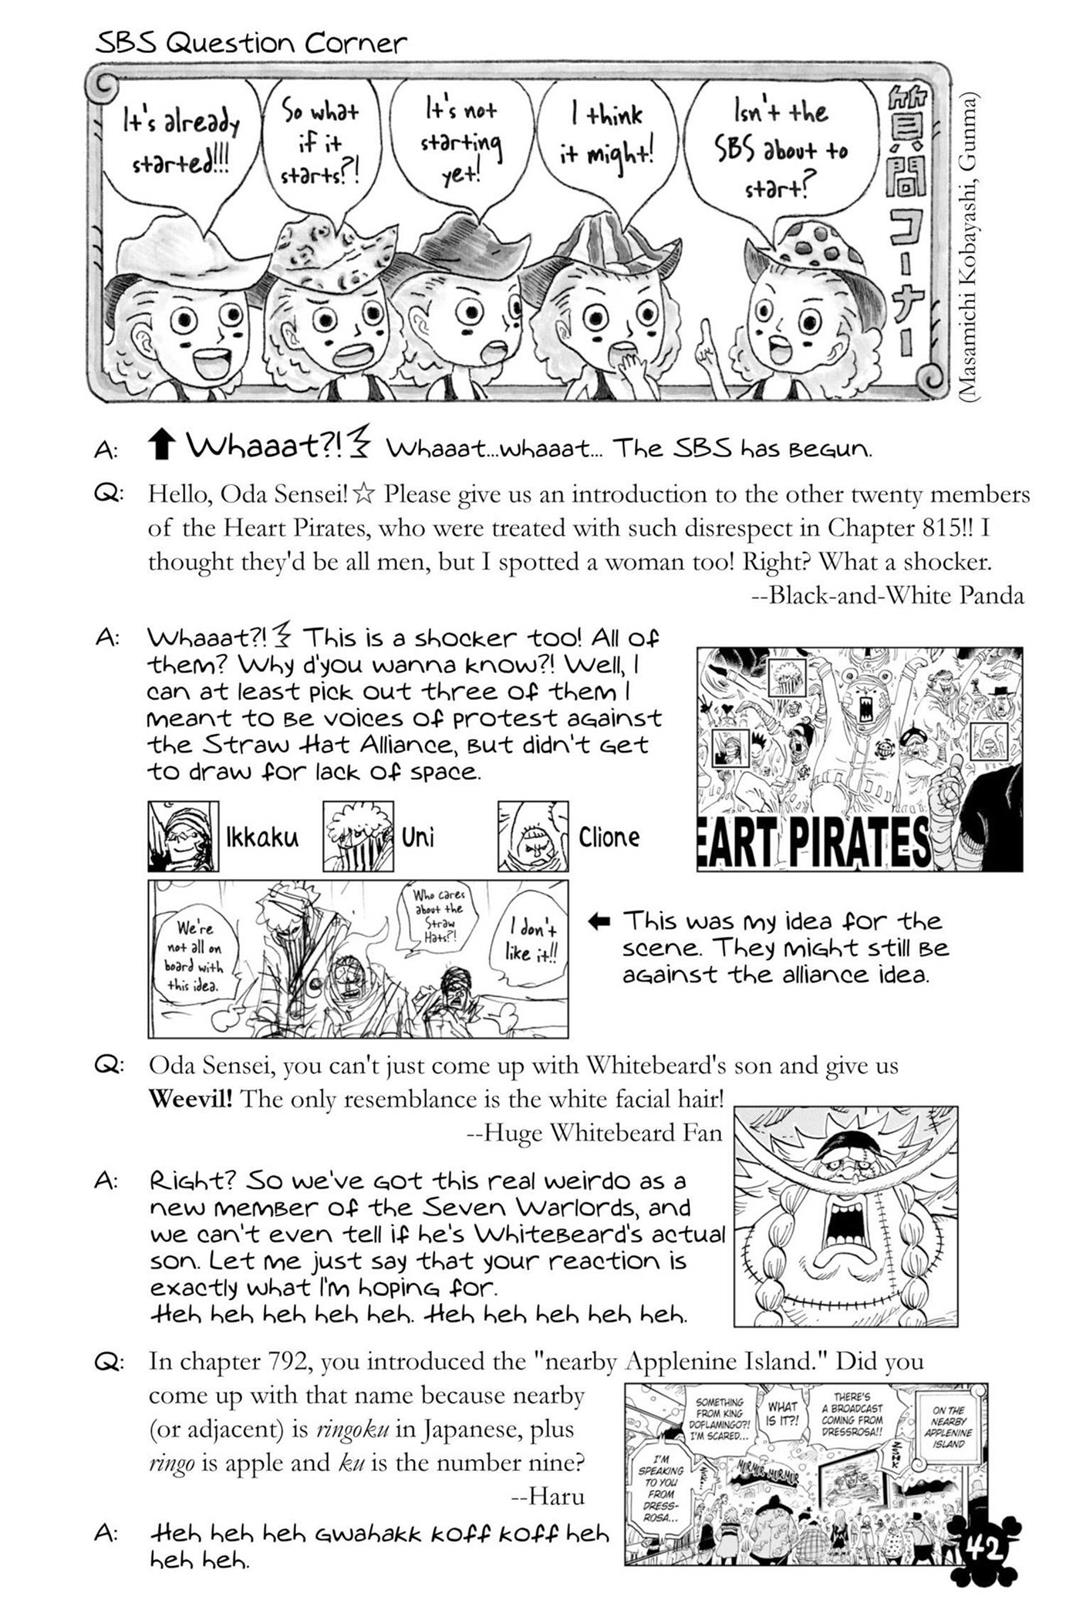 SBS Question Corner
質問コーナー
Isn't the
SBS about to
start?
I think
it might!
It's not
starting
yet!
So what
if it
starts?!
It's already
started!!!
(Masamichi Kobayashi, Gunma)
A: ⬆ Whaaat?! Whaaat...whaaat... The SBS has begun.
Q: Hello, Oda Sensei!☆ Please give us an introduction to the other twenty members
of the Heart Pirates, who were treated with such disrespect in Chapter 815!! I
thought they'd be all men, but I spotted a woman too! Right? What a shocker.
--Black-and-White Panda
A: Whaaat?! This is a shocker too! All of
them? Why d'you wanna know?! Well, I
can at least pick out three of them I
meant to be voices of protest against
the Straw Hat Alliance, but didn't get
to draw for lack of space.
EART PIRATES
Ikkaku
Uni
Clione
We're
not all on
board with
this idea.
Who cares
about the
Straw
Hats?!
I don't
like it!!
⬅ This was my idea for the
scene. They might still be
against the alliance idea.
Q: Oda Sensei, you can't just come up with Whitebeard's son and give us
Weevil! The only resemblance is the white facial hair!
--Huge Whitebeard Fan
A: Right? So we've got this real weirdo as a
new member of the Seven Warlords, and
we can't even tell if he's Whitebeard's actual
son. Let me just say that your reaction is
exactly what I'm hoping for.
Heh heh heh heh heh. Heh heh heh heh heh.
Q: In chapter 792, you introduced the "nearby Applenine Island." Did you
come up with that name because nearby
(or adjacent) is ringoku in Japanese, plus
ringo is apple and ku is the number nine?
--Haru
ON THE
NEARBY
APPLENINE
ISLAND
THERE'S
A BROADCAST
COMING FROM
DRESSROSA!!
WHAT
IS IT?!
SOMETHING
FROM KING
DOFLAMINGO?!
I'M SCARED...
I'M
SPEAKING
TO YOU
FROM
DRESS-
ROSA...
MURMUR MURMUR
A: Heh heh heh gwahakk koff koff heh
heh heh.
42